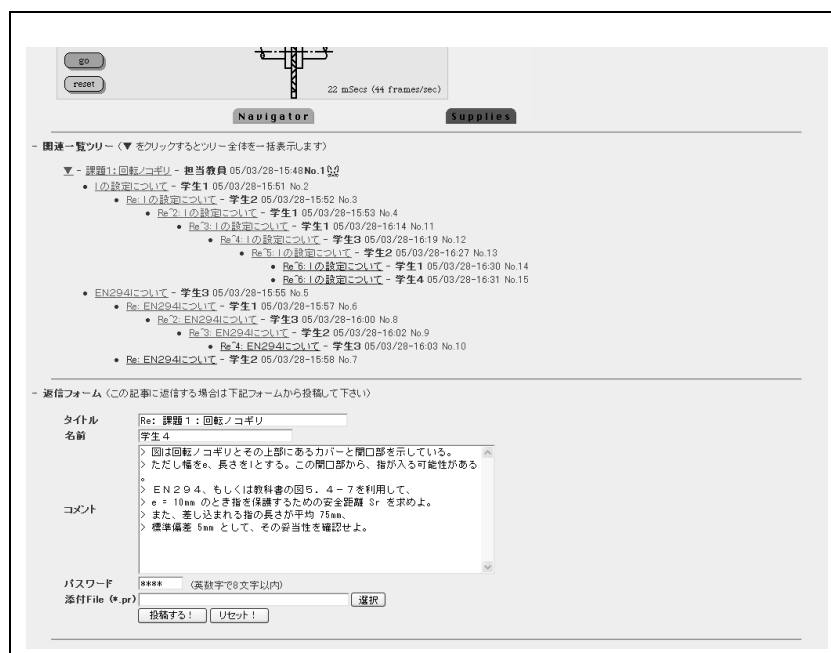 go
reset
22 mSecs (44 frames/sec)
Navigator
Supplies
- 関連一覧ツリー (▼ をクリックするとツリー全体を一括表示します)
▼ - 課題1:回転ノコギリ - 担当教員 05/03/28-15:48 No.1
• lの設定について - 学生1 05/03/28-15:51 No.2
• Re: lの設定について - 学生2 05/03/28-15:52 No.3
• Re^2: lの設定について - 学生1 05/03/28-15:53 No.4
• Re^3: lの設定について - 学生1 05/03/28-16:14 No.11
• Re^4: lの設定について - 学生3 05/03/28-16:19 No.12
• Re^5: lの設定について - 学生2 05/03/28-16:27 No.13
• Re^6: lの設定について - 学生1 05/03/28-16:30 No.14
• Re^6: lの設定について - 学生4 05/03/28-16:31 No.15
• EN294について - 学生3 05/03/28-15:55 No.5
• Re: EN294について - 学生1 05/03/28-15:57 No.6
• Re^2: EN294について - 学生3 05/03/28-16:00 No.8
• Re^3: EN294について - 学生2 05/03/28-16:02 No.9
• Re^4: EN294について - 学生3 05/03/28-16:03 No.10
• Re: EN294について - 学生2 05/03/28-15:58 No.7
- 返信フォーム (この記事に返信する場合は下記フォームから投稿して下さい)
タイトル Re: 課題1:回転ノコギリ
名前 学生4
コメント
> 図は回転ノコギリとその上部にあるカバーと開口部を示している。
> ただし幅をe、長さをlとする。この開口部から、指が入る可能性がある
。
> EN294、もしくは教科書の図5.4-7を利用して、
> e = 10mm のとき指を保護するための安全距離 Sr を求めよ。
> また、差し込まれる指の長さが平均 75mm、
> 標準偏差 5mm として、その妥当性を確認せよ。
パスワード **** (英数字で8文字以内)
添付File (*.pr) 選択
投稿する! リセット!